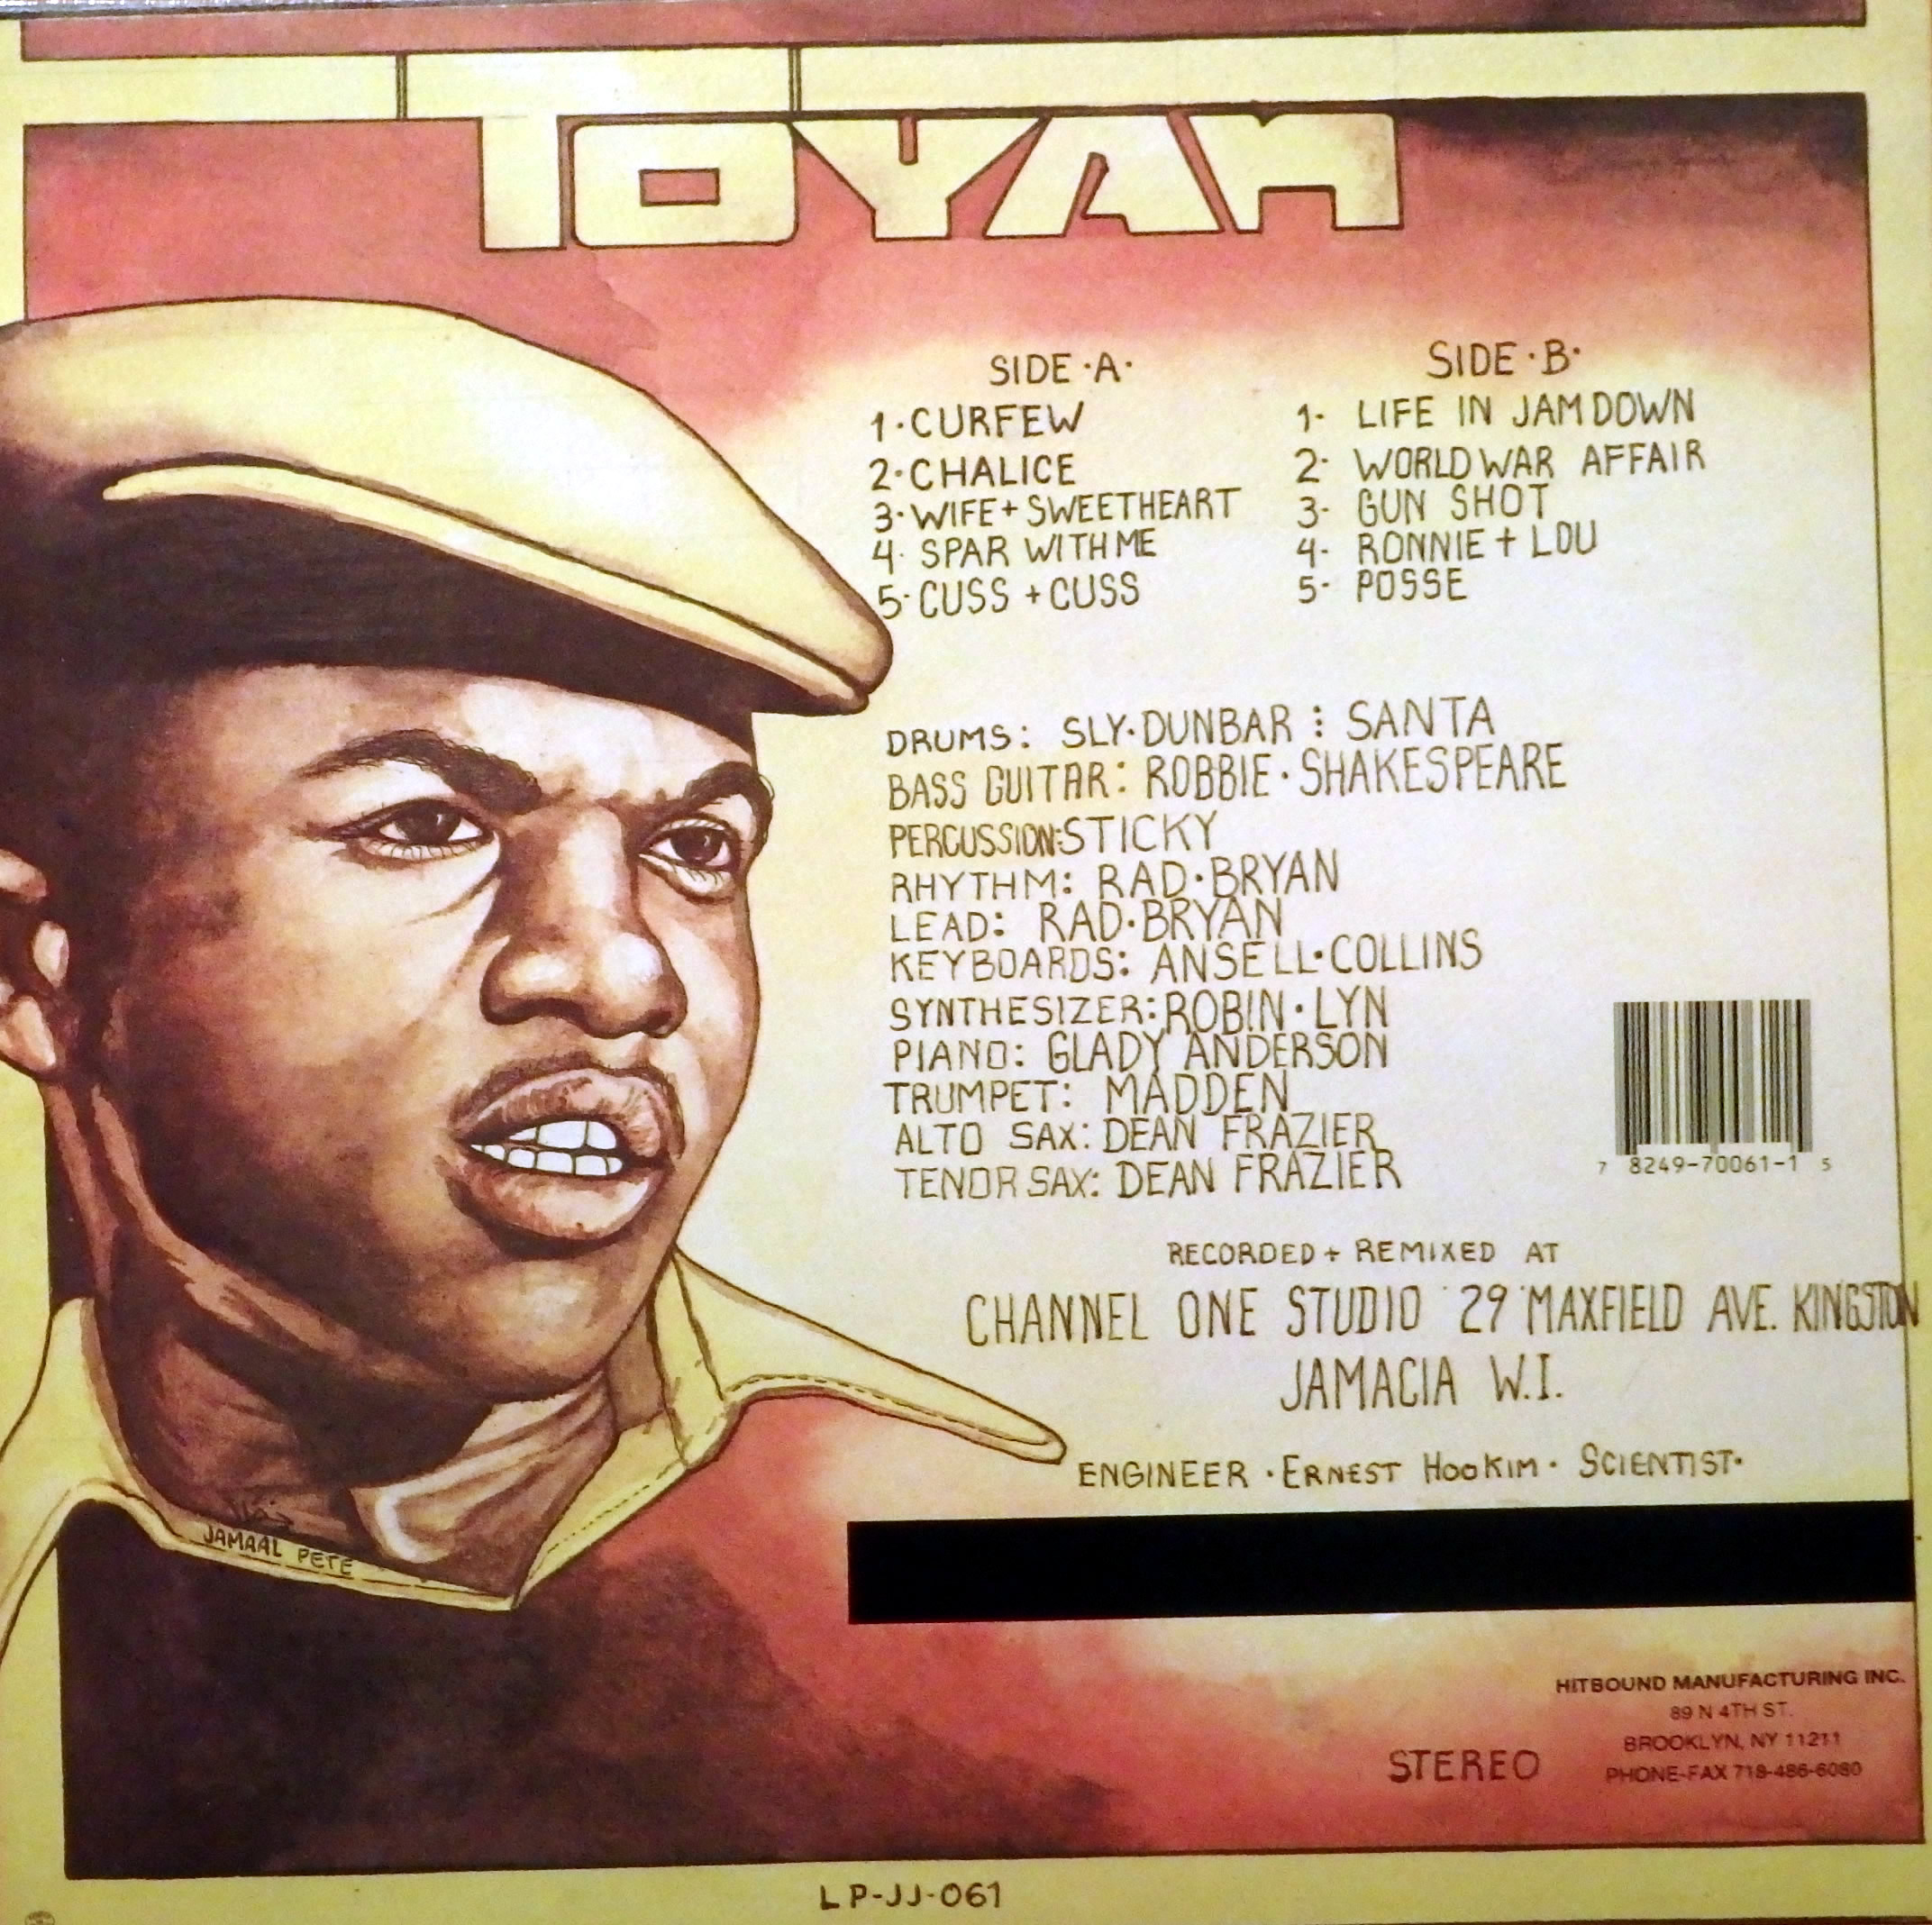 TOYAN
SIDE ·A·
1·CURFEW
2·CHALICE
3·WIFE+ SWEETHEART
4· SPAR WITH ME
5·CUSS +CUSS
SIDE ·B·
1- LIFE IN JAMDOWN
2- WORLD WAR AFFAIR
3- GUN SHOT
4- RONNIE + LOU
5- POSSE
DRUMS: SLY·DUNBAR : SANTA
BASS GUITAR: ROBBIE·SHAKESPEARE
PERCUSSION:STICKY
RHYTHM: RAD·BRYAN
LEAD: RAD·BRYAN
KEYBOARDS: ANSELL·COLLINS
SYNTHESIZER:ROBIN·LYN
PIANO: GLADY ANDERSON
TRUMPET: MADDEN
ALTO SAX: DEAN FRAZIER
TENOR SAX: DEAN FRAZIER
7 8249-70061-1 5
RECORDED + REMIXED AT
CHANNEL ONE STUDIO 29 MAXFIELD AVE. KINGSTON
JAMACIA W.I.
ENGINEER ·ERNEST HOOKIM· SCIENTIST·
JAMAAL PETE
HITBOUND MANUFACTURING INC.
89 N 4TH ST.
BROOKLYN, NY 11211
PHONE-FAX 718-486-6080
STEREO
LP-JJ-061